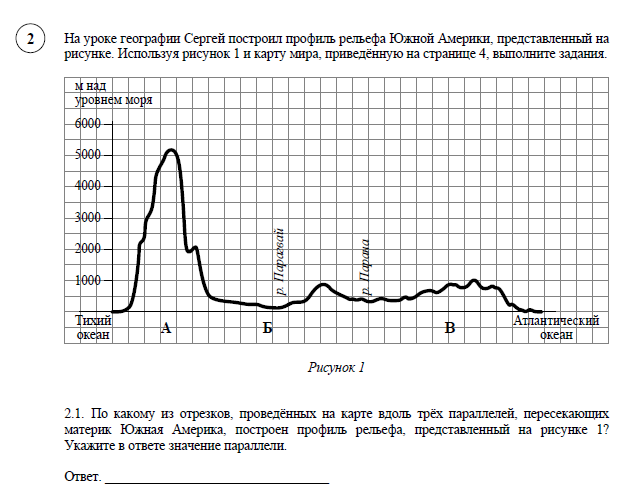 2
На уроке географии Сергей построил профиль рельефа Южной Америки, представленный на
рисунке. Используя рисунок 1 и карту мира, приведённую на странице 4, выполните задания.
м над
уровнем моря
6000
5000
4000
3000
2000
1000
р. Парагвай
р. Парана
Тихий
океан
А
Б
В
Атлантический
океан
Рисунок 1
2.1. По какому из отрезков, проведённых на карте вдоль трёх параллелей, пересекающих
материк Южная Америка, построен профиль рельефа, представленный на рисунке 1?
Укажите в ответе значение параллели.
Ответ.